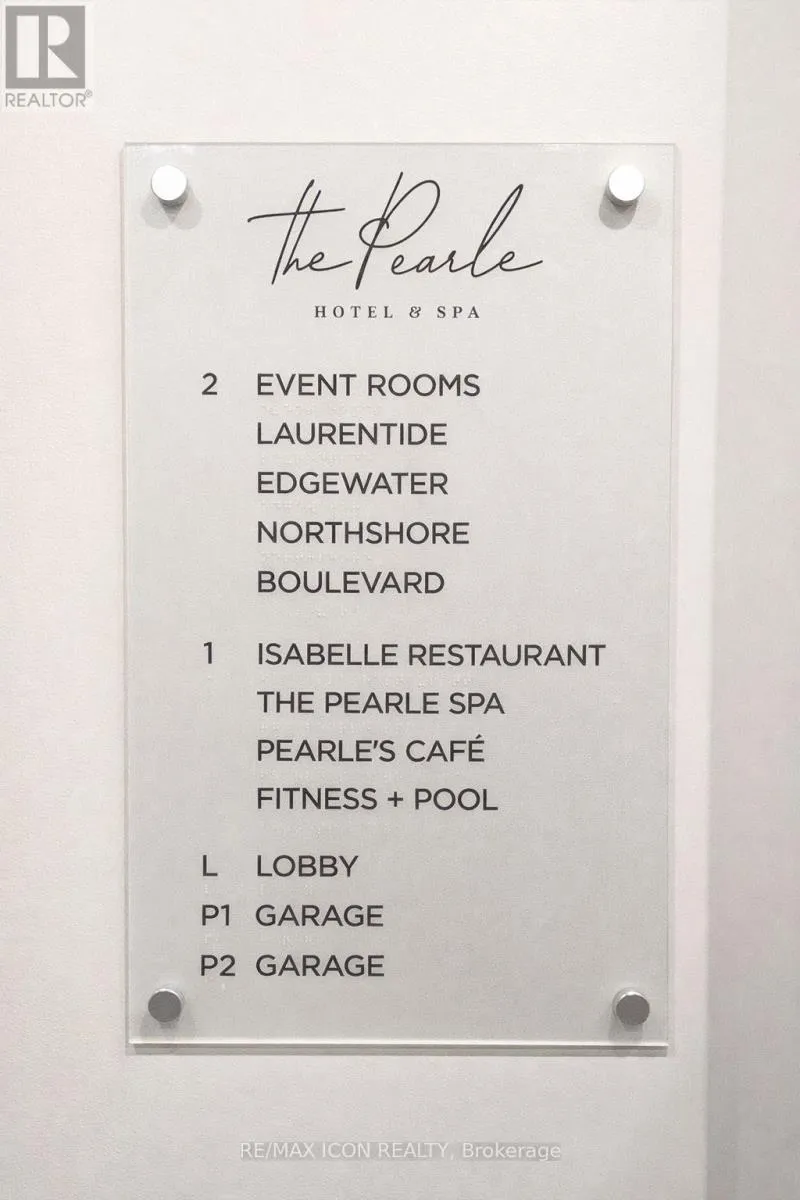 R
REALTOR®
the Pearle
HOTEL & SPA
2 EVENT ROOMS
LAURENTIDE
EDGEWATER
NORTHSHORE
BOULEVARD
1 ISABELLE RESTAURANT
THE PEARLE SPA
PEARLE'S CAFÉ
FITNESS + POOL
L LOBBY
P1 GARAGE
P2 GARAGE
RE/MAX ICON REALTY, Brokerage